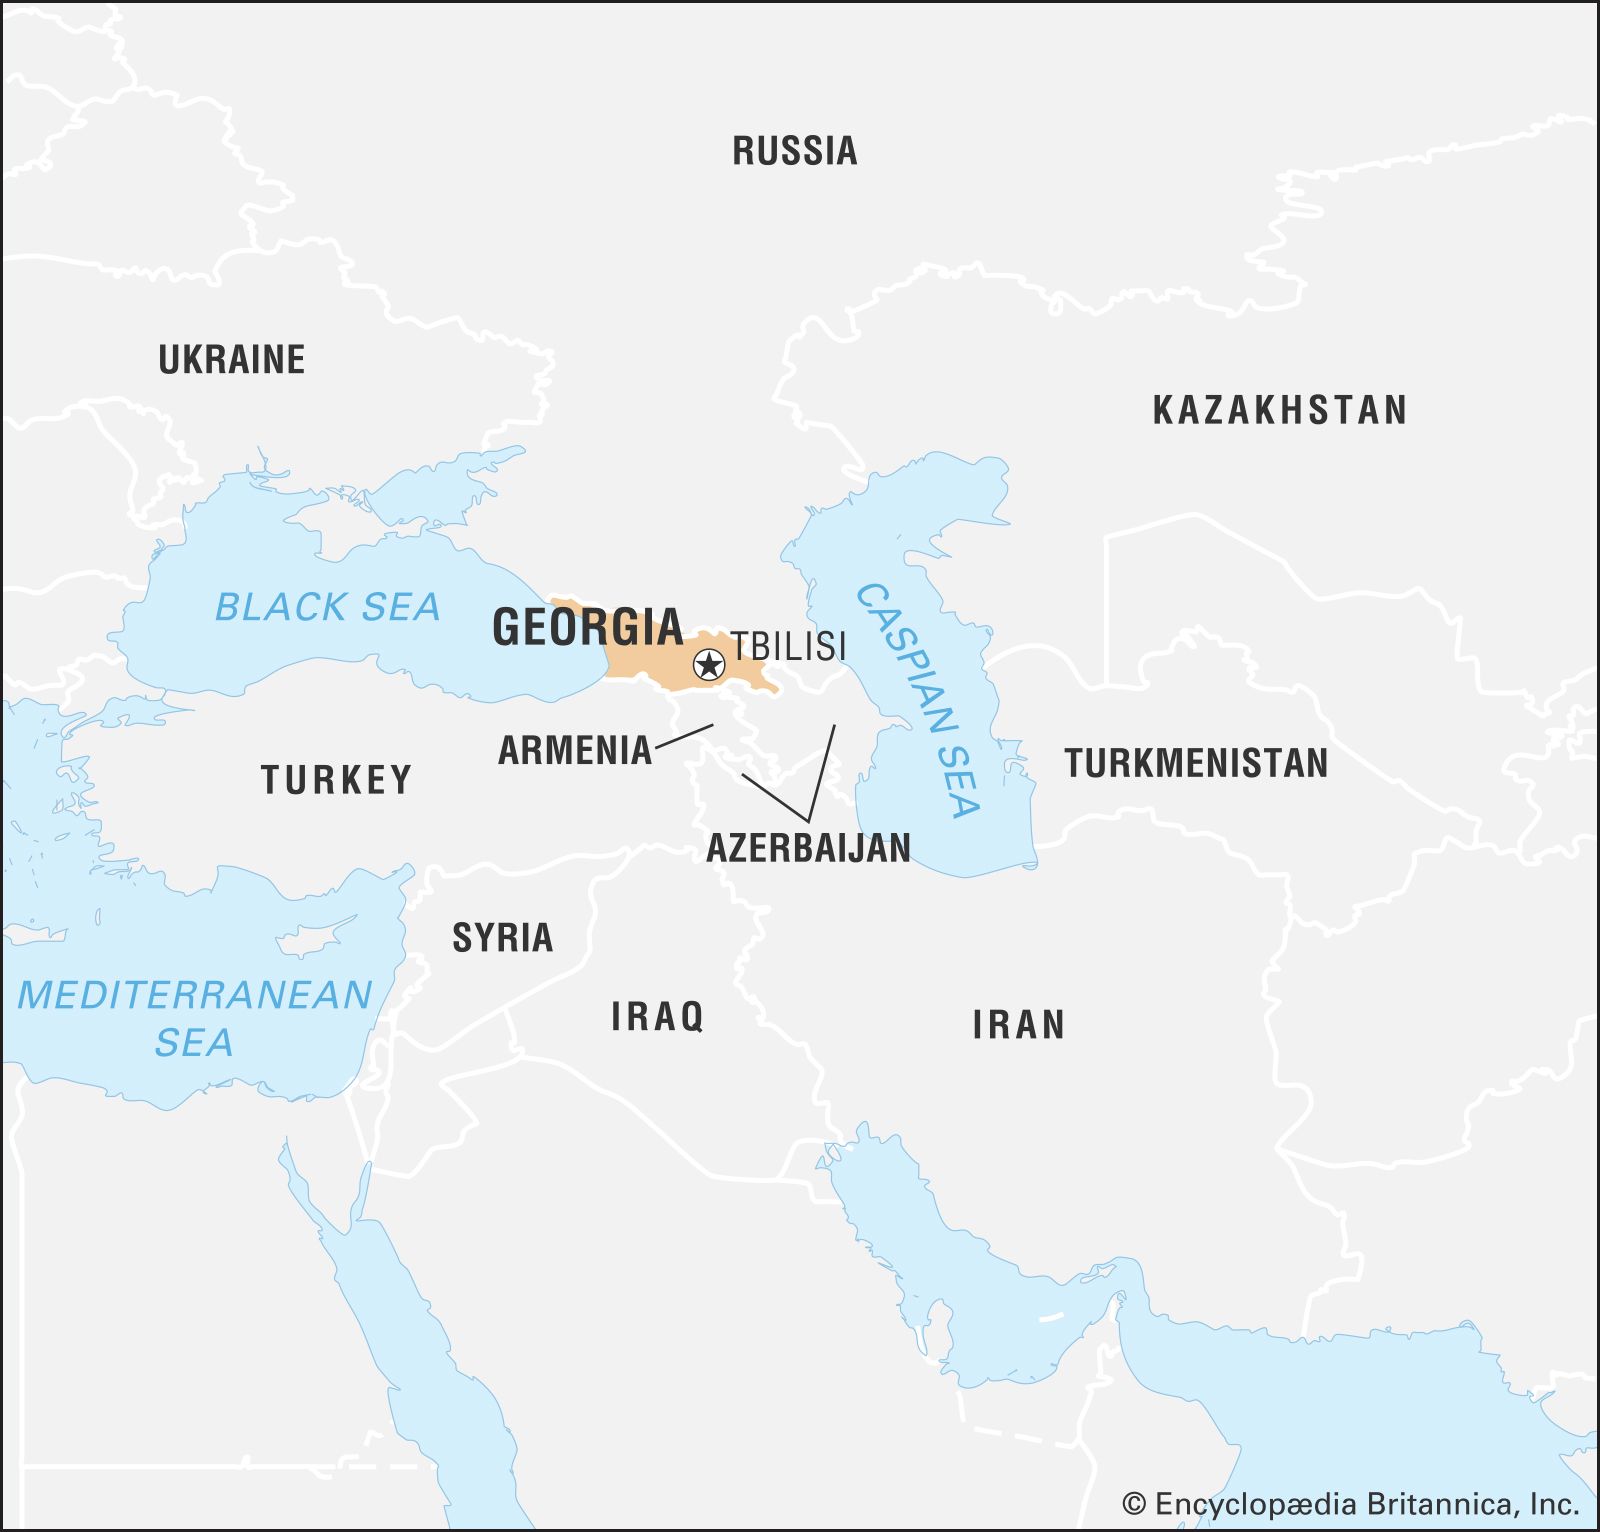 RUSSIA
UKRAINE
KAZAKHSTAN
BLACK SEA
GEORGIA
TBILISI
CASPIAN SEA
ARMENIA
TURKEY
TURKMENISTAN
AZERBAIJAN
SYRIA
MEDITERRANEAN
SEA
IRAQ
IRAN
© Encyclopædia Britannica, Inc.